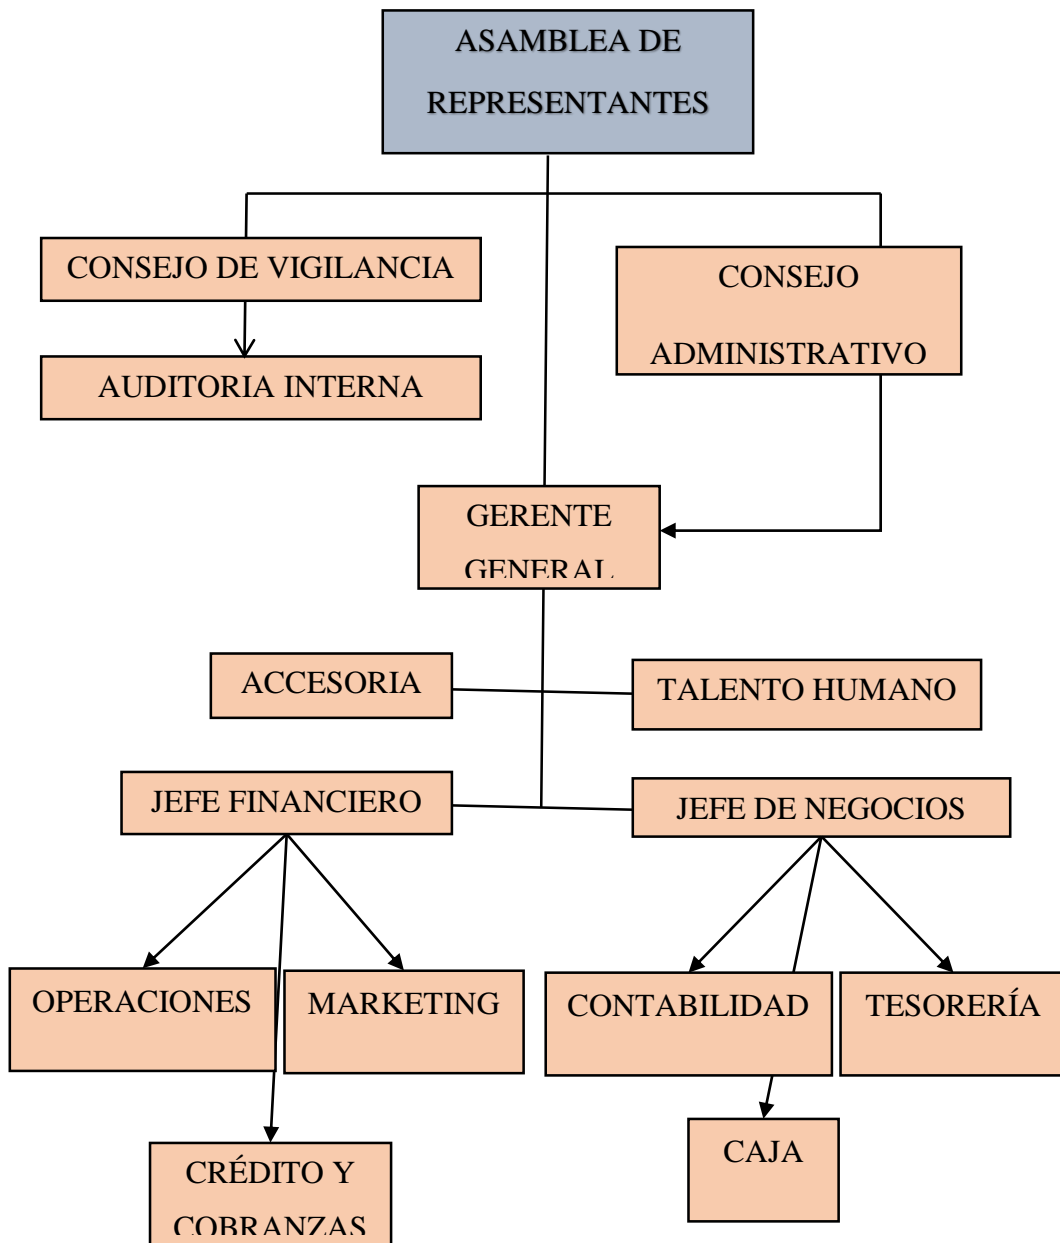 ASAMBLEA DE
REPRESENTANTES
CONSEJO DE VIGILANCIA
CONSEJO
ADMINISTRATIVO
AUDITORIA INTERNA
GERENTE
GENERAL
ACCESORIA
TALENTO HUMANO
JEFE FINANCIERO
JEFE DE NEGOCIOS
OPERACIONES
MARKETING
CONTABILIDAD
TESORERÍA
CRÉDITO Y
COBRANZAS
CAJA